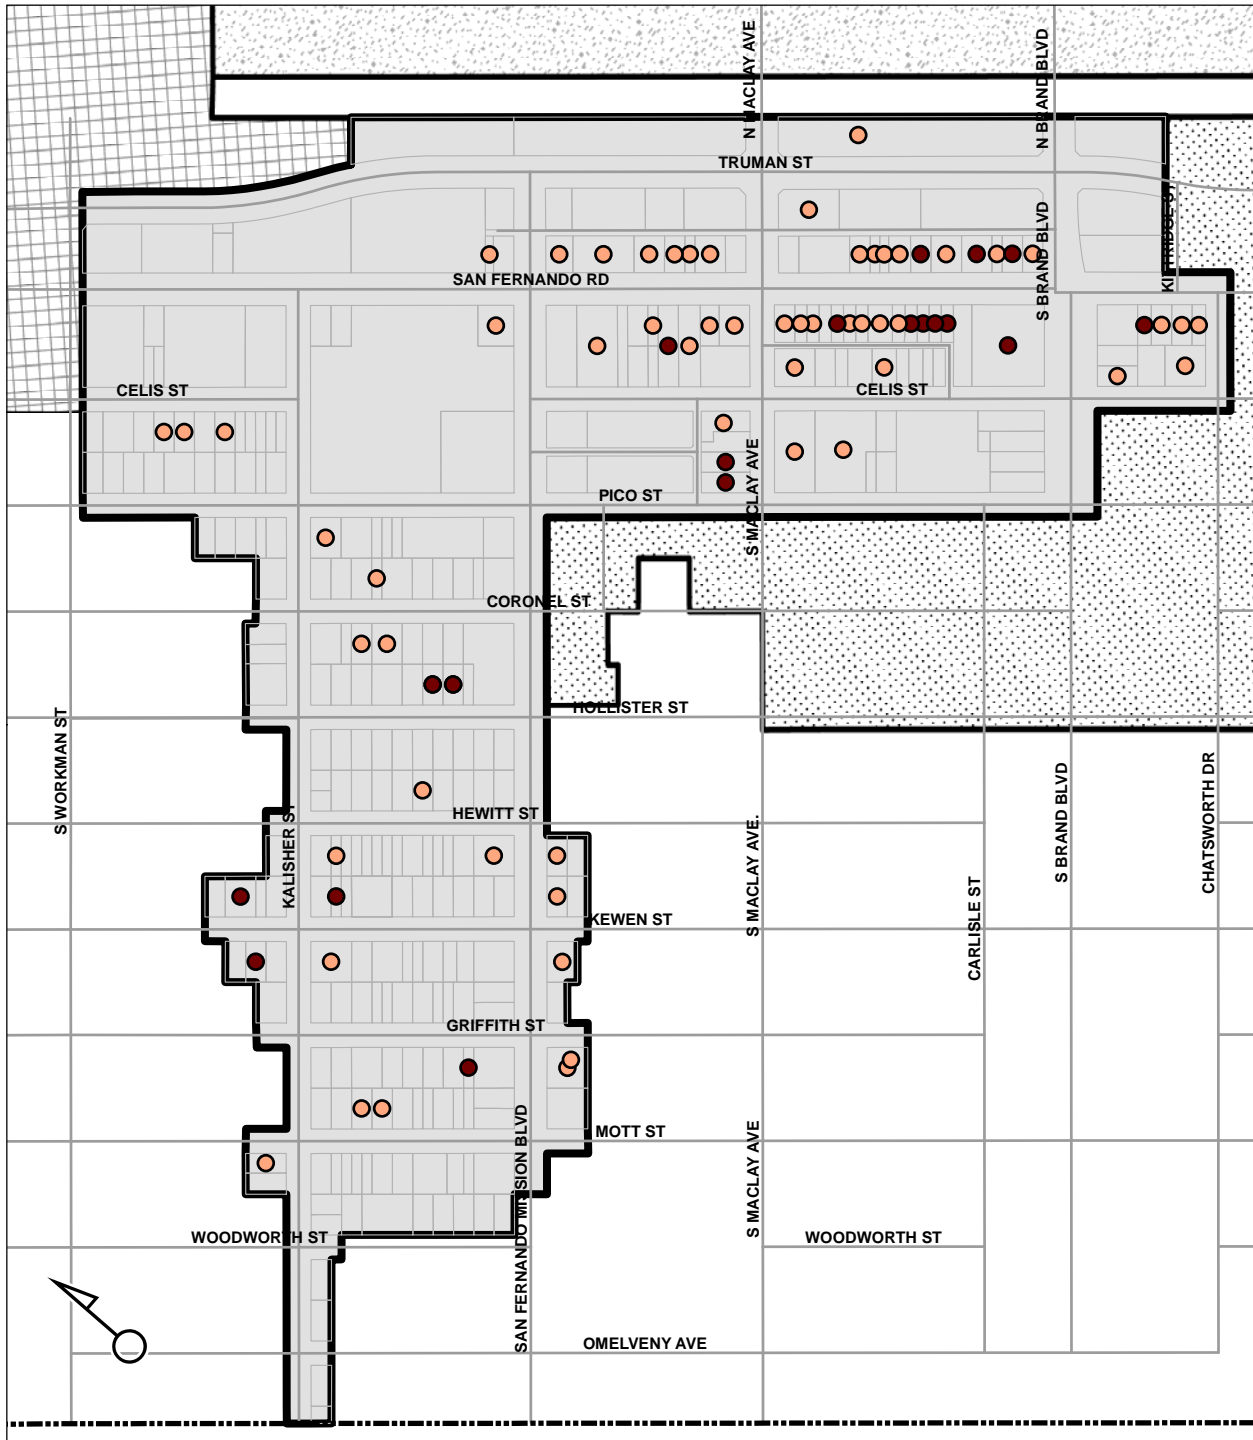 N MACLAY AVE
N BRAND BLVD
TRUMAN ST
KITTRIDGE ST
S BRAND BLVD
SAN FERNANDO RD
CELIS ST
CELIS ST
S MACLAY AVE
PICO ST
CORONEL ST
HOLLISTER ST
S WORKMAN ST
KALISHER ST
HEWITT ST
S MACLAY AVE.
S BRAND BLVD
CHATSWORTH DR
KEWEN ST
CARLISLE ST
GRIFFITH ST
MOTT ST
SAN FERNANDO MISSION BLVD
S MACLAY AVE
WOODWORTH ST
WOODWORTH ST
OMELVENY AVE